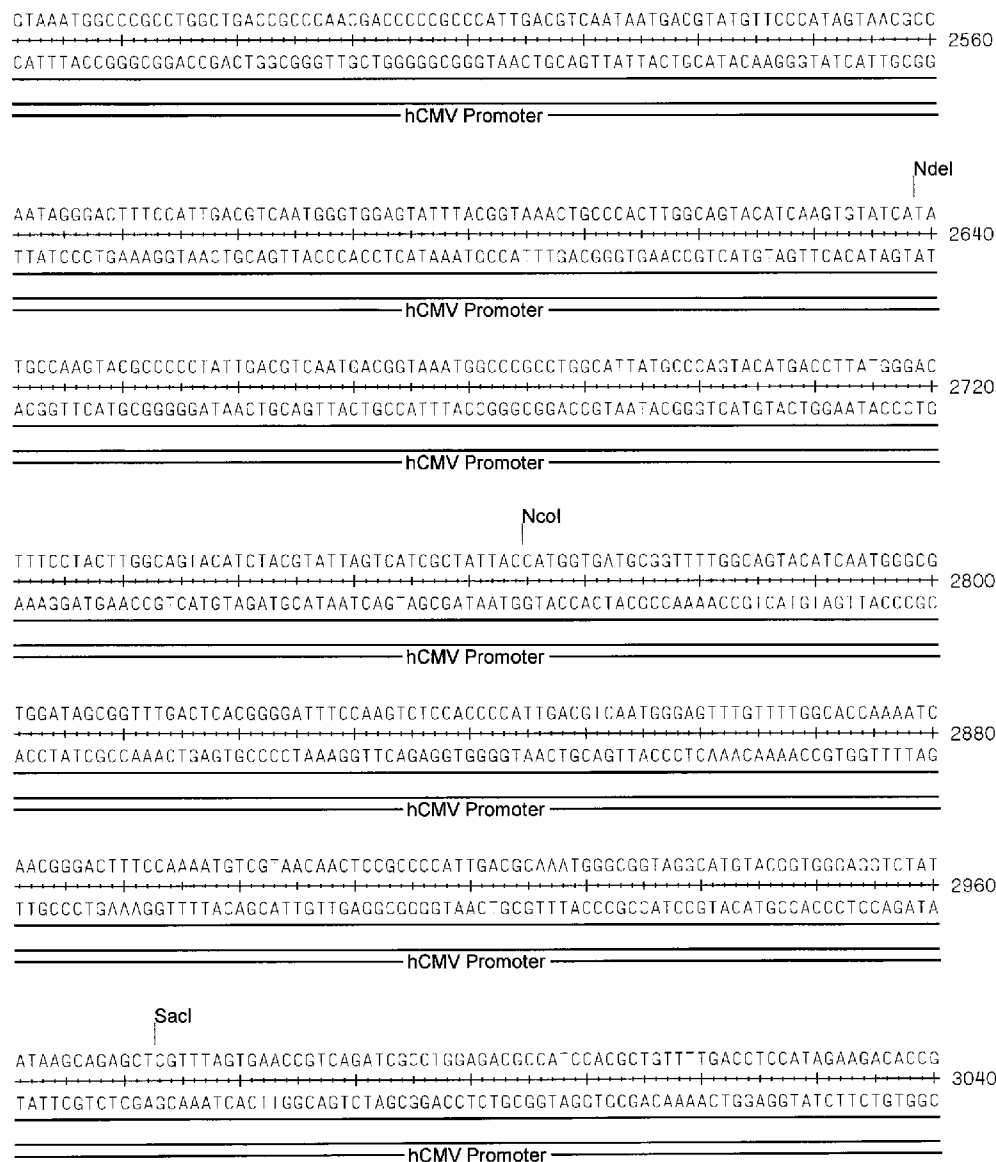 GTAAATGGCCCGCCTGGCTGACCGCCCAACGACCCCCGCCCATTGACGTCAATAATGACGTATGTTCCCATAGTAACGCC
2560
CATTTACCGGGCGGACCGACTGGCGGGTTGCTGGGGGCGGGTAACTGCAGTTATTACTGCATACAAGGGTATCATTGCGG
hCMV Promoter
NdeI
AATAGGGACTTTCCATTGACGTCAATGGGTGGAGTATTTACGGTAAACTGCCCACTTGGCAGTACATCAAGTGTATCATA
2640
TTATCCCTGAAAGGTAACTGCAGTTACCCACCTCATAAATGCCATTTGACGGGTGAACCGTCATGTAGTTCACATAGTAT
hCMV Promoter
TGCCAAGTACGCCCCCTATTGACGTCAATGACGGTAAATGGCCCGCCTGGCATTATGCCCAGTACATGACCTTATGGGAC
2720
ACGGTTCATGCGGGGGATAACTGCAGTTACTGCCATTTACCGGGCGGACCGTAATACGGGTCATGTACTGGAATACCCTG
hCMV Promoter
NcoI
TTTCCTACTTGGCAGTACATCTACGTATTAGTCATCGCTATTACCATGGTGATGCGGTTTTGGCAGTACATCAATGGGCG
2800
AAAGGATGAACCGTCATGTAGATGCATAATCAGTAGCGATAATGGTACCACTACGCCAAAACCGTCATGTAGTTACCCGC
hCMV Promoter
TGGATAGCGGTTTGACTCACGGGGATTTCCAAGTCTCCACCCCATTGACGTCAATGGGAGTTTGTTTTGGCACCAAAATC
2880
ACCTATCGCCAAACTGAGTGCCCCTAAAGGTTCAGAGGTGGGGTAACTGCAGTTACCCTCAAACAAAACCGTGGTTTTAG
hCMV Promoter
AACGGGACTTTCCAAAATGTCGTAACAACTCCGCCCCATTGACGCAAATGGGCGGTAGGCATGTACGGTGGGAGGTCTAT
2960
TTGCCCTGAAAGGTTTTACAGCATTGTTGAGGCGGGGTAACTGCGTTTACCCGCCATCCGTACATGCCACCCTCCAGATA
hCMV Promoter
SacI
ATAAGCAGAGCTCGTTTAGTGAACCGTCAGATCGCCTGGAGACGCCATCCACGCTGTTTTGACCTCCATAGAAGACACCG
3040
TATTCGTCTCGAGCAAATCACTTGGCAGTCTAGCGGACCTCTGCGGTAGGTGCGACAAAACTGGAGGTATCTTCTGTGGC
hCMV Promoter